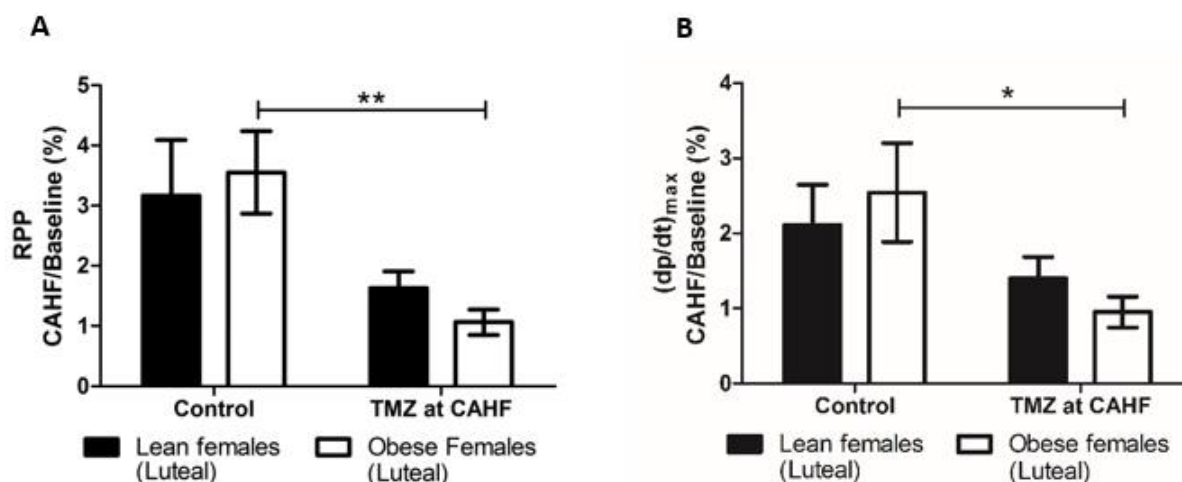 A
RPP
CAHF/Baseline (%)
5
4
3
2
1
0
**
Control
TMZ at CAHF
Lean females
(Luteal)
Obese Females
(Luteal)
B
(dp/dt)max
CAHF/Baseline (%)
4
3
2
1
0
*
Control
TMZ at CAHF
Lean females
(Luteal)
Obese females
(Luteal)